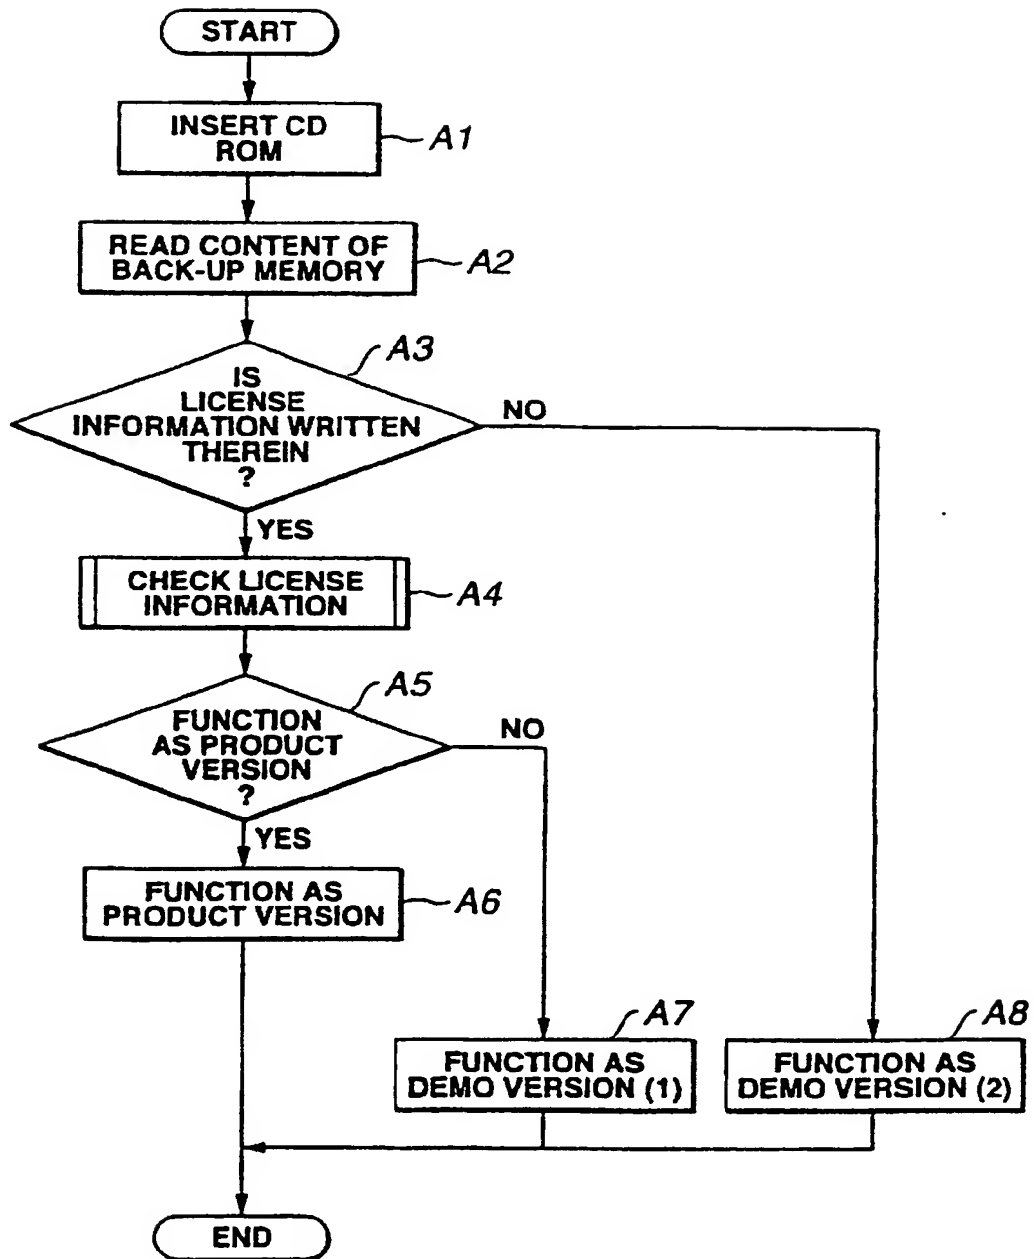 START
INSERT CD
ROM
A1
READ CONTENT OF
BACK-UP MEMORY
A2
A3
IS
LICENSE
INFORMATION WRITTEN
THEREIN
?
NO
YES
CHECK LICENSE
INFORMATION
A4
A5
FUNCTION
AS PRODUCT
VERSION
?
NO
YES
FUNCTION AS
PRODUCT VERSION
A6
A7
FUNCTION AS
DEMO VERSION (1)
A8
FUNCTION AS
DEMO VERSION (2)
END